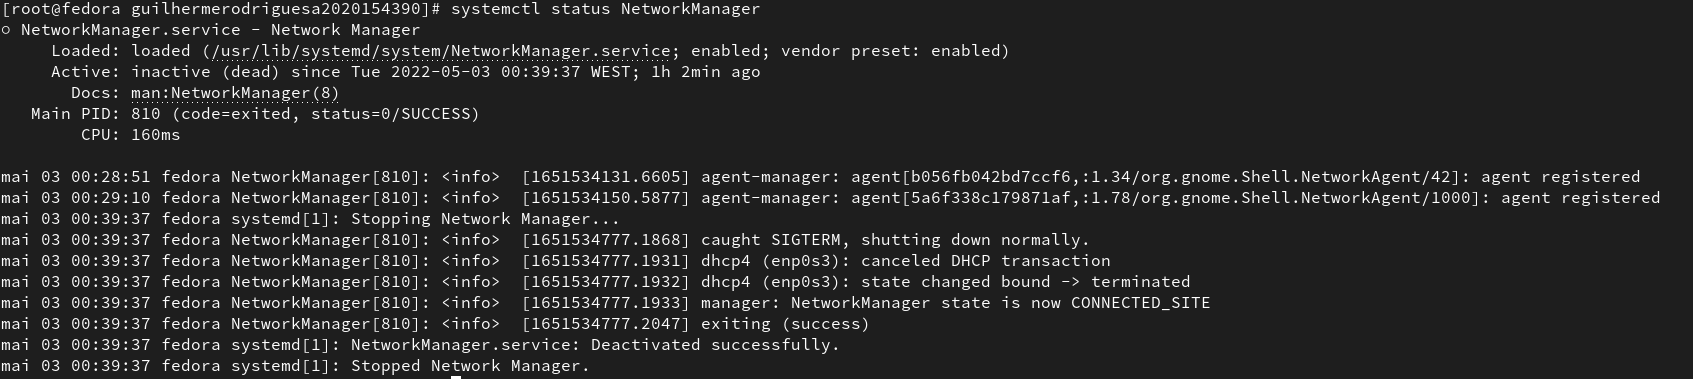 [root@fedora guilhermerodriguesa2020154390]# systemctl status NetworkManager
○ NetworkManager.service - Network Manager
     Loaded: loaded (/usr/lib/systemd/system/NetworkManager.service; enabled; vendor preset: enabled)
     Active: inactive (dead) since Tue 2022-05-03 00:39:37 WEST; 1h 2min ago
       Docs: man:NetworkManager(8)
   Main PID: 810 (code=exited, status=0/SUCCESS)
        CPU: 160ms

mai 03 00:28:51 fedora NetworkManager[810]: <info>  [1651534131.6605] agent-manager: agent[b056fb042bd7ccf6,:1.34/org.gnome.Shell.NetworkAgent/42]: agent registered
mai 03 00:29:10 fedora NetworkManager[810]: <info>  [1651534150.5877] agent-manager: agent[5a6f338c179871af,:1.78/org.gnome.Shell.NetworkAgent/1000]: agent registered
mai 03 00:39:37 fedora systemd[1]: Stopping Network Manager...
mai 03 00:39:37 fedora NetworkManager[810]: <info>  [1651534777.1868] caught SIGTERM, shutting down normally.
mai 03 00:39:37 fedora NetworkManager[810]: <info>  [1651534777.1931] dhcp4 (enp0s3): canceled DHCP transaction
mai 03 00:39:37 fedora NetworkManager[810]: <info>  [1651534777.1932] dhcp4 (enp0s3): state changed bound -> terminated
mai 03 00:39:37 fedora NetworkManager[810]: <info>  [1651534777.1933] manager: NetworkManager state is now CONNECTED_SITE
mai 03 00:39:37 fedora NetworkManager[810]: <info>  [1651534777.2047] exiting (success)
mai 03 00:39:37 fedora systemd[1]: NetworkManager.service: Deactivated successfully.
mai 03 00:39:37 fedora systemd[1]: Stopped Network Manager.